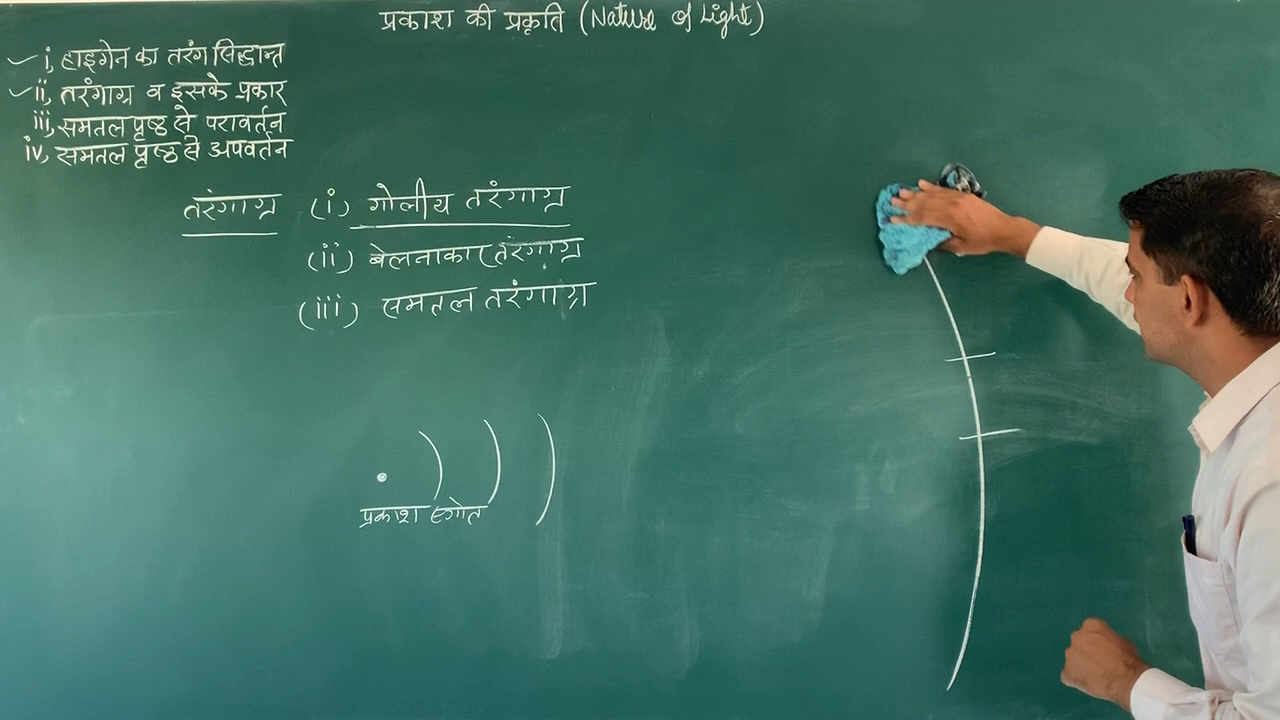 प्रकाश की प्रकृति (Nature of Light)
i, हाइगेन का तरंग सिद्धान्त
ii, तरंगाग्र व इसके प्रकार
iii, समतल पृष्ठ से परावर्तन
iv, समतल पृष्ठ से अपवर्तन
तरंगाग्र (i) गोलीय तरंगाग्र
(ii) बेलनाकार तरंगाग्र
(iii) समतल तरंगाग्र
प्रकाश स्त्रोत